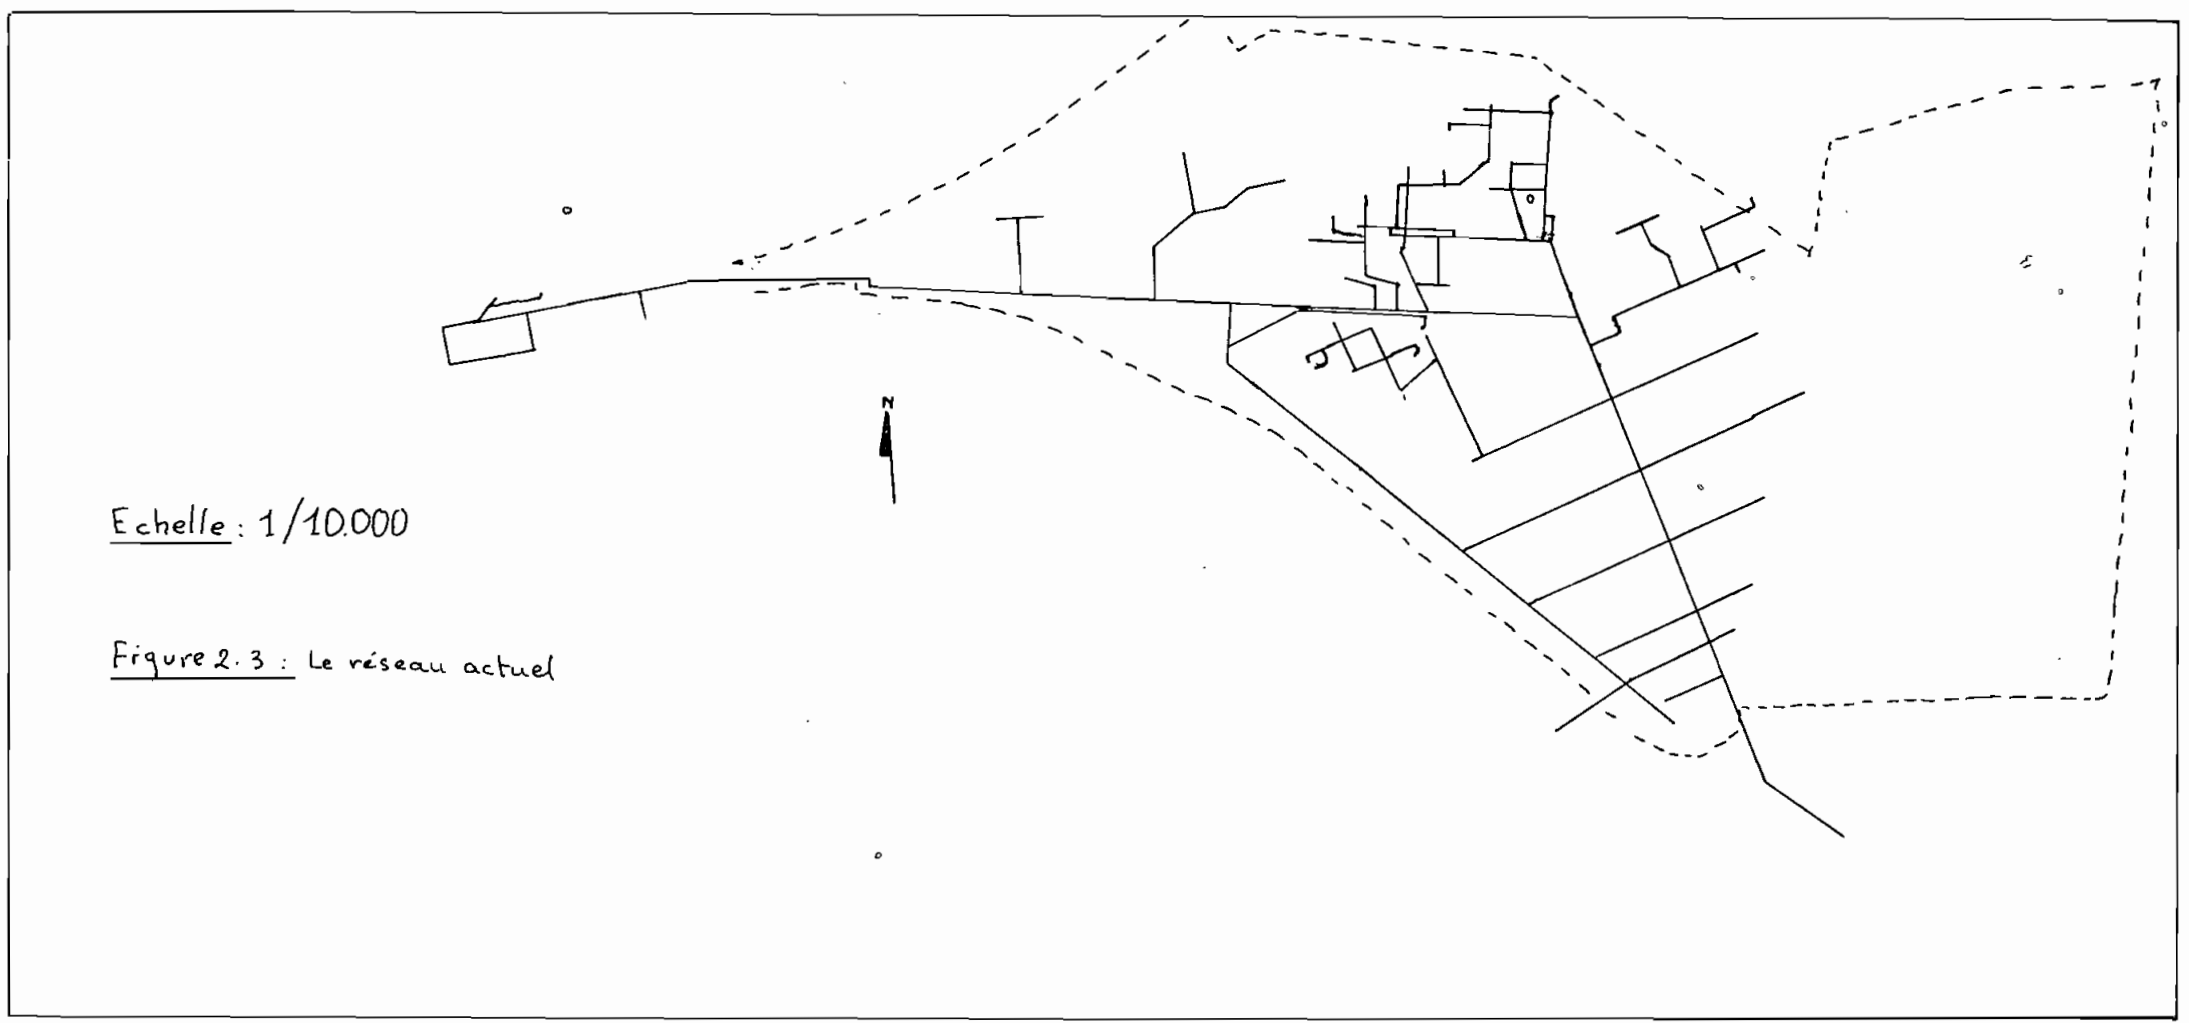 N
Echelle : 1/10.000
Figure 2.3 : Le réseau actuel